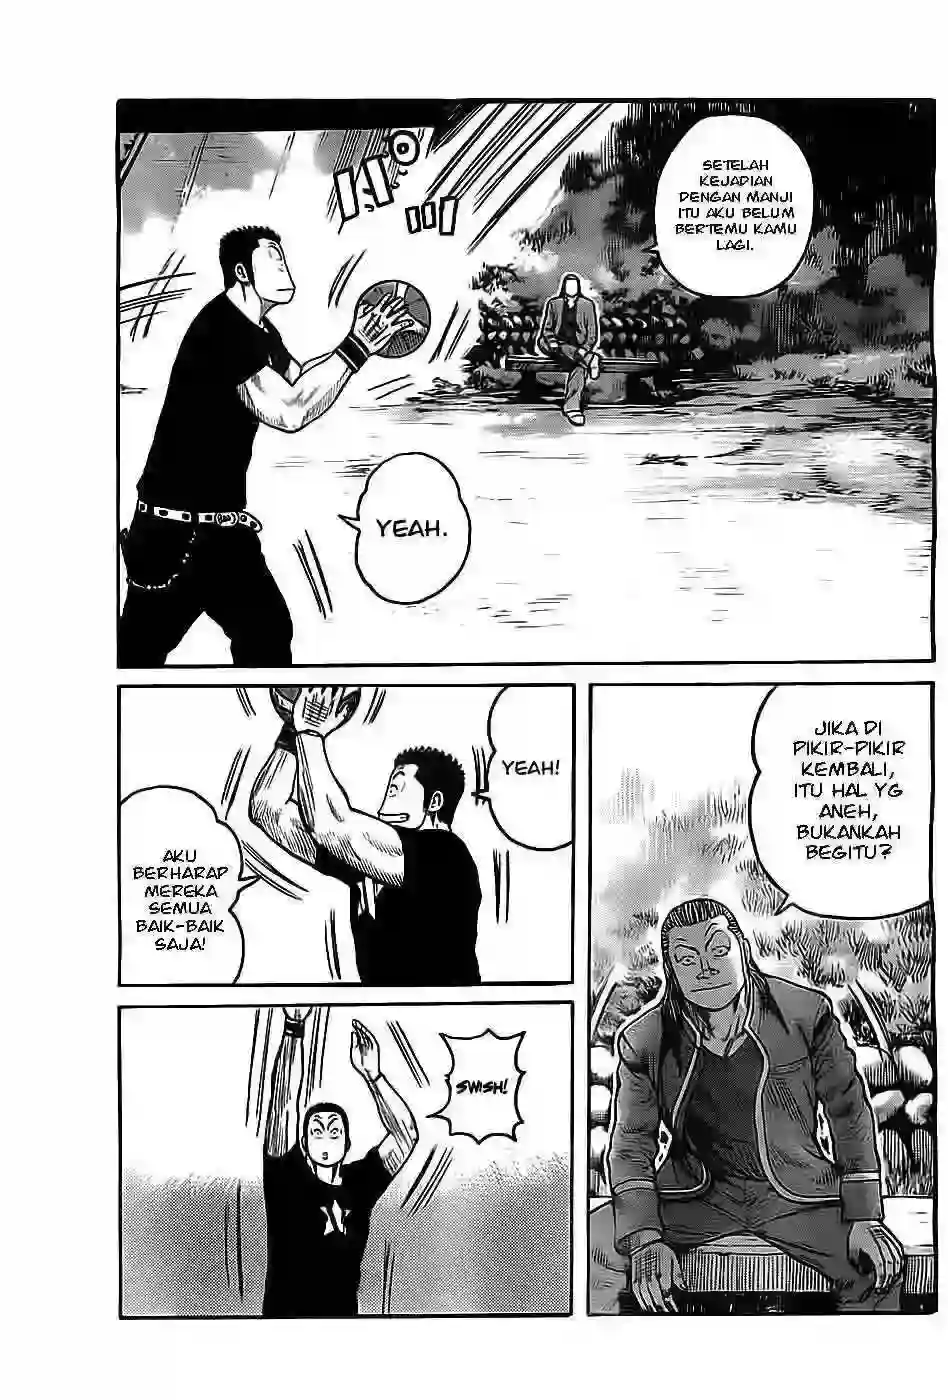 SETELAH
KEJADIAN
DENGAN MANJI
ITU AKU BELUM
BERTEMU KAMU
LAGI.
YEAH.
JIKA DI
PIKIR-PIKIR
KEMBALI,
ITU HAL YG
ANEH,
BUKANKAH
BEGITU?
YEAH!
AKU
BERHARAP
MEREKA
SEMUA
BAIK-BAIK
SAJA!
SWISH!